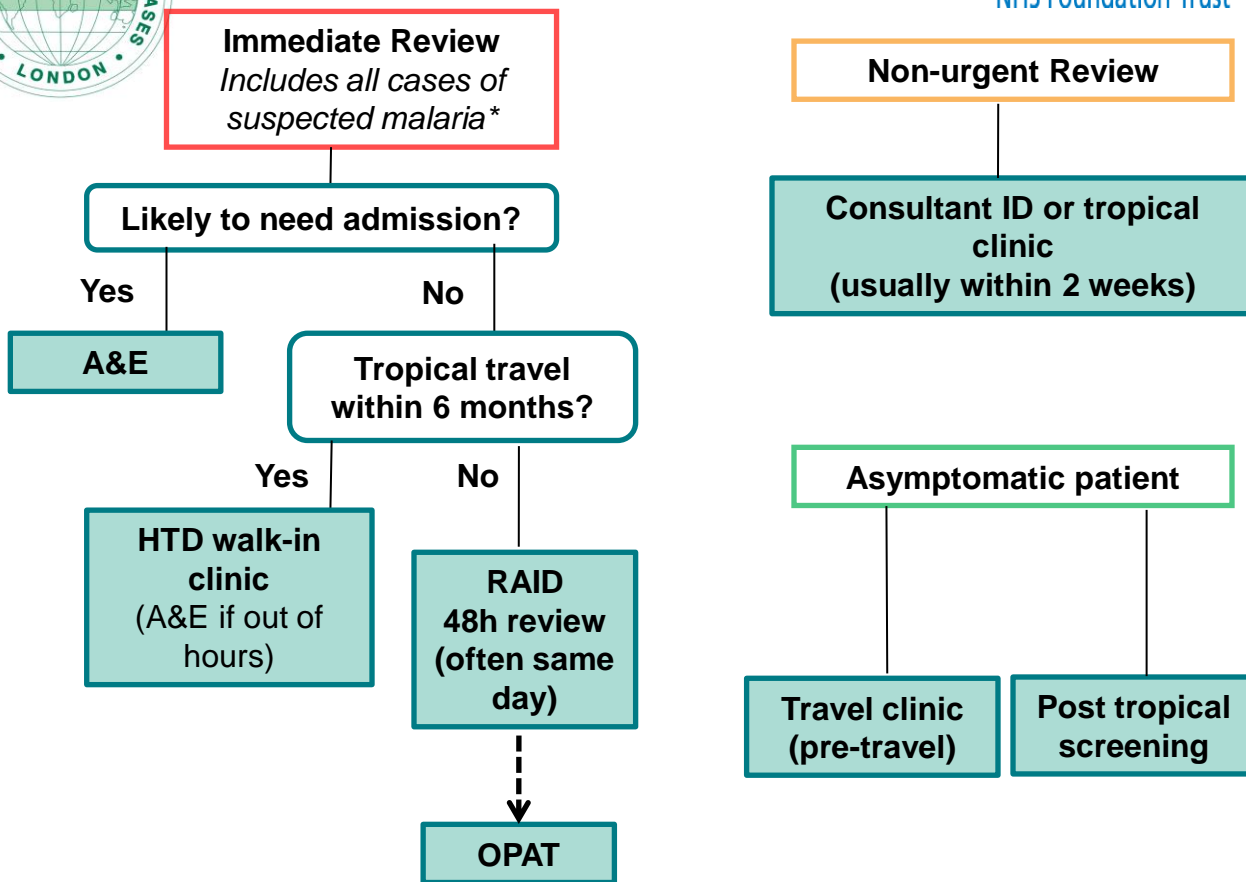 ASES
• LONDON •
NHS Foundation Trust
Immediate Review
Includes all cases of
suspected malaria*
Likely to need admission?
Yes
No
A&E
Tropical travel
within 6 months?
Yes
No
HTD walk-in
clinic
(A&E if out of
hours)
RAID
48h review
(often same
day)
OPAT
Non-urgent Review
Consultant ID or tropical
clinic
(usually within 2 weeks)
Asymptomatic patient
Travel clinic
(pre-travel)
Post tropical
screening